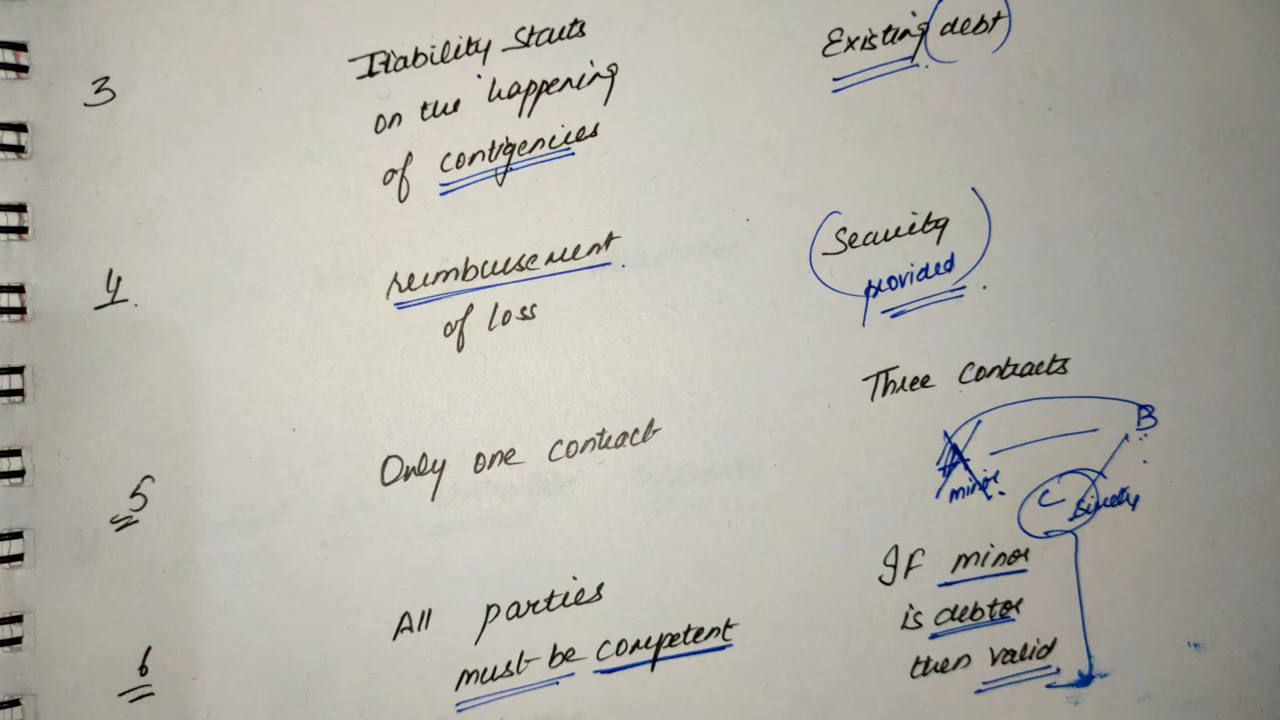 3
Liability Starts
on the happening
of contigencies
Existing debt
4.
reimbursement
of loss
Security
provided
5
Only one contract
Three contracts
A
B
minor
C surety
6
All parties
must be competent
If minor
is debtor
then valid